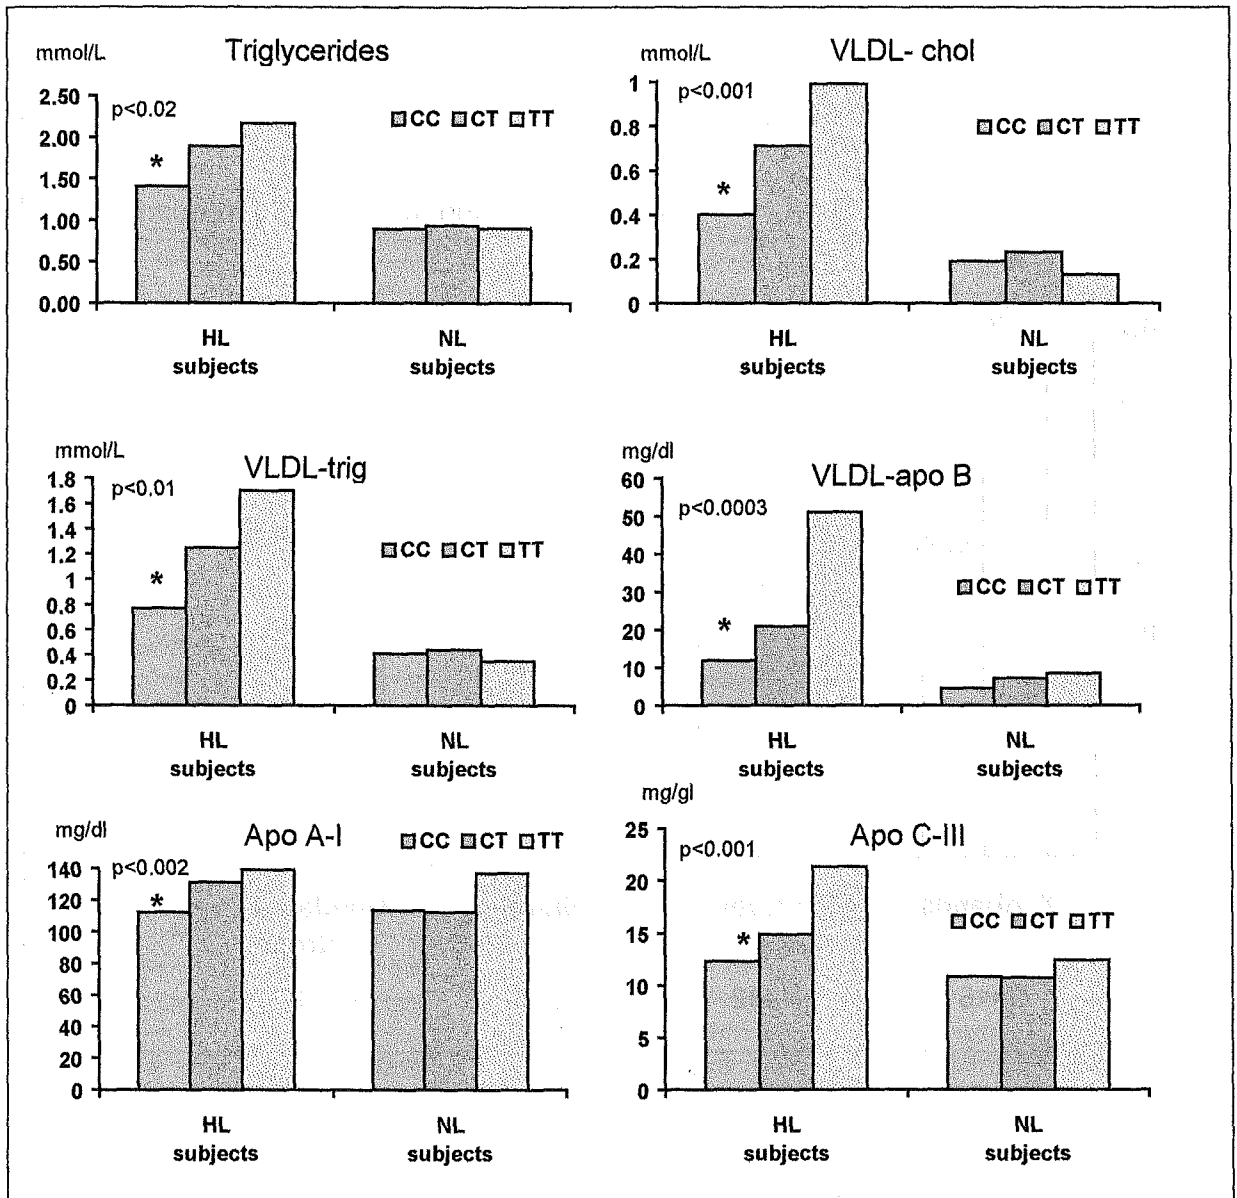 mmol/L Triglycerides
p<0.02
CC CT TT
2.50
2.00
1.50
1.00
0.50
0.00
*
HL subjects
NL subjects
mmol/L VLDL- chol
p<0.001
CC CT TT
1
0.8
0.6
0.4
0.2
0
*
HL subjects
NL subjects
mmol/L VLDL-trig
p<0.01
CC CT TT
1.8
1.6
1.4
1.2
1
0.8
0.6
0.4
0.2
0
*
HL subjects
NL subjects
mg/dl VLDL-apo B
p<0.0003
CC CT TT
60
50
40
30
20
10
0
*
HL subjects
NL subjects
mg/dl Apo A-I
CC CT TT
p<0.002
140
120
100
80
60
40
20
0
*
HL subjects
NL subjects
mg/gl Apo C-III
p<0.001
CC CT TT
25
20
15
10
5
0
*
HL subjects
NL subjects